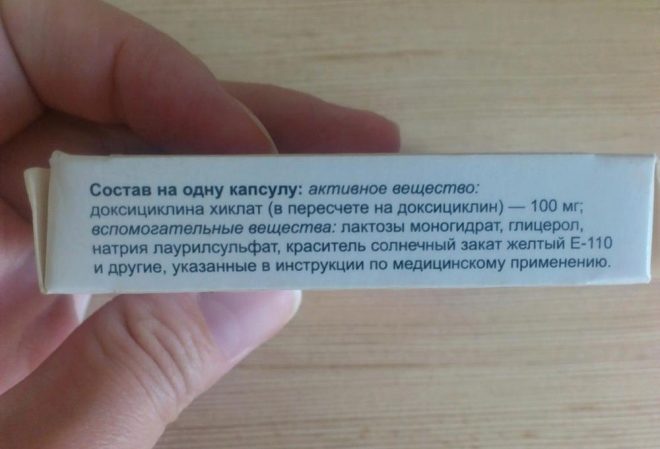 Состав на одну капсулу: активное вещество:
доксициклина хиклат (в пересчете на доксициклин) — 100 мг;
вспомогательные вещества: лактозы моногидрат, глицерол,
натрия лаурилсульфат, краситель солнечный закат желтый Е-110
и другие, указанные в инструкции по медицинскому применению.